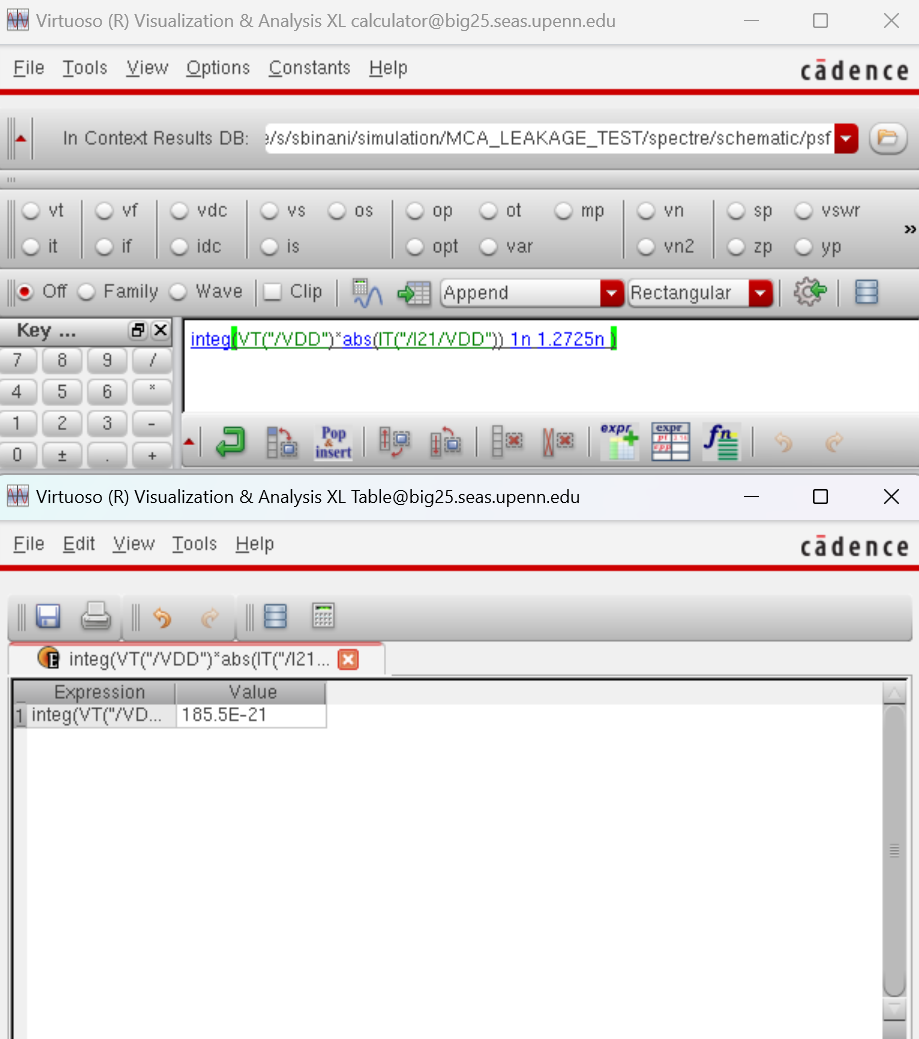 Virtuoso (R) Visualization & Analysis XL calculator@big25.seas.upenn.edu
File Tools View Options Constants Help
cādence
In Context Results DB: e/s/sbinani/simulation/MCA_LEAKAGE_TEST/spectre/schematic/psf
vt vf vdc vs os op ot mp vn sp vswr
it if idc is opt var vn2 zp yp »
Off Family Wave Clip Append Rectangular
Key ...
integ(VT("/VDD")*abs(IT("/I21/VDD")) 1n 1.2725n )
7 8 9 /
4 5 6 *
1 2 3 -
0 ± . +
Pop & insert
expr
expr
fn
Virtuoso (R) Visualization & Analysis XL Table@big25.seas.upenn.edu
File Edit View Tools Help
cādence
E integ(VT("/VDD")*abs(IT("/I21...
Expression Value
1 integ(VT("/VD... 185.5E-21